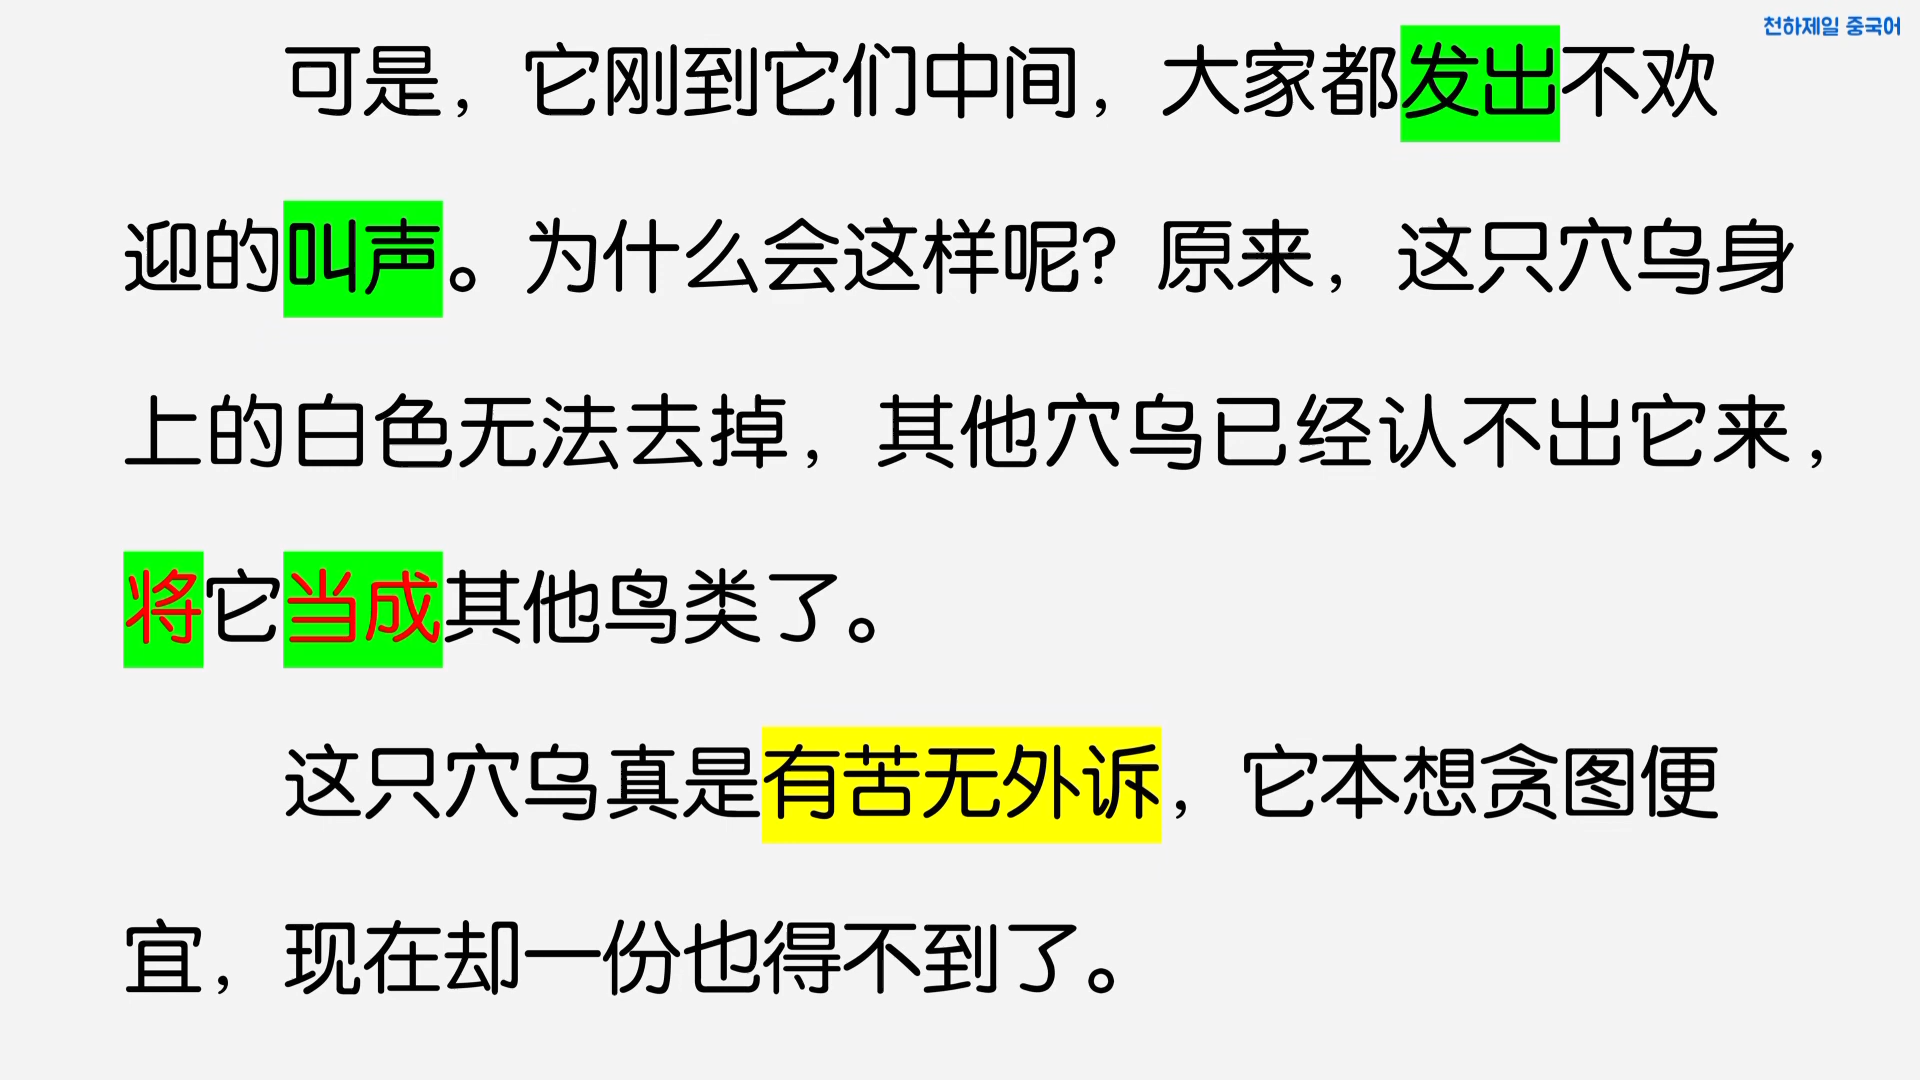 천하제일 중국어
可是，它刚到它们中间，大家都发出不欢
迎的叫声。为什么会这样呢？原来，这只穴乌身
上的白色无法去掉，其他穴乌已经认不出它来，
将它当成其他鸟类了。
这只穴乌真是有苦无外诉，它本想贪图便
宜，现在却一份也得不到了。